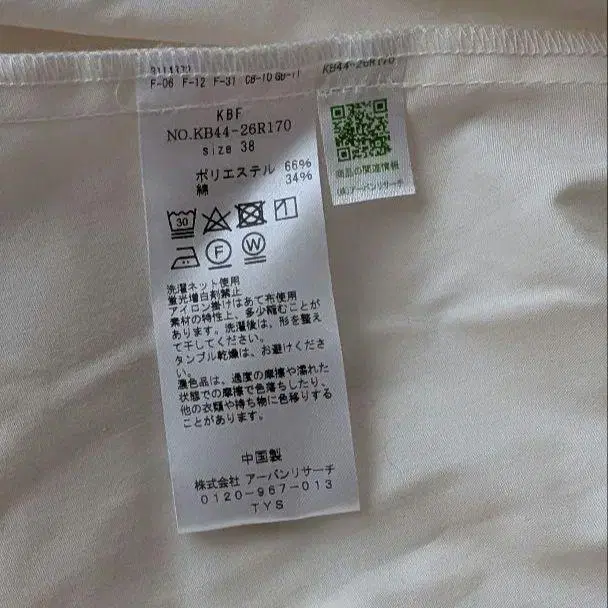 F-06 F-12 F-31 CB-10 GD-11
KBF
NO.KB44-26R170
size 38
ポリエステル 66%
綿 34%
30
F W
洗濯ネット使用
蛍光増白剤禁止
アイロン掛けはあて布使用
素材の特性上、多少縮むことが
あります。洗濯後は、形を整え
て干してください。
タンブル乾燥は、お避けくださ
い。
濃色品は、過度の摩擦や濡れた
状態での摩擦で色落ちしたり、
他の衣類や持ち物に色移りする
ことがあります。
中国製
株式会社 アーバンリサーチ
0120-967-013
TYS
KB44-26R170
商品の関連情報
(株)アーバンリサーチ